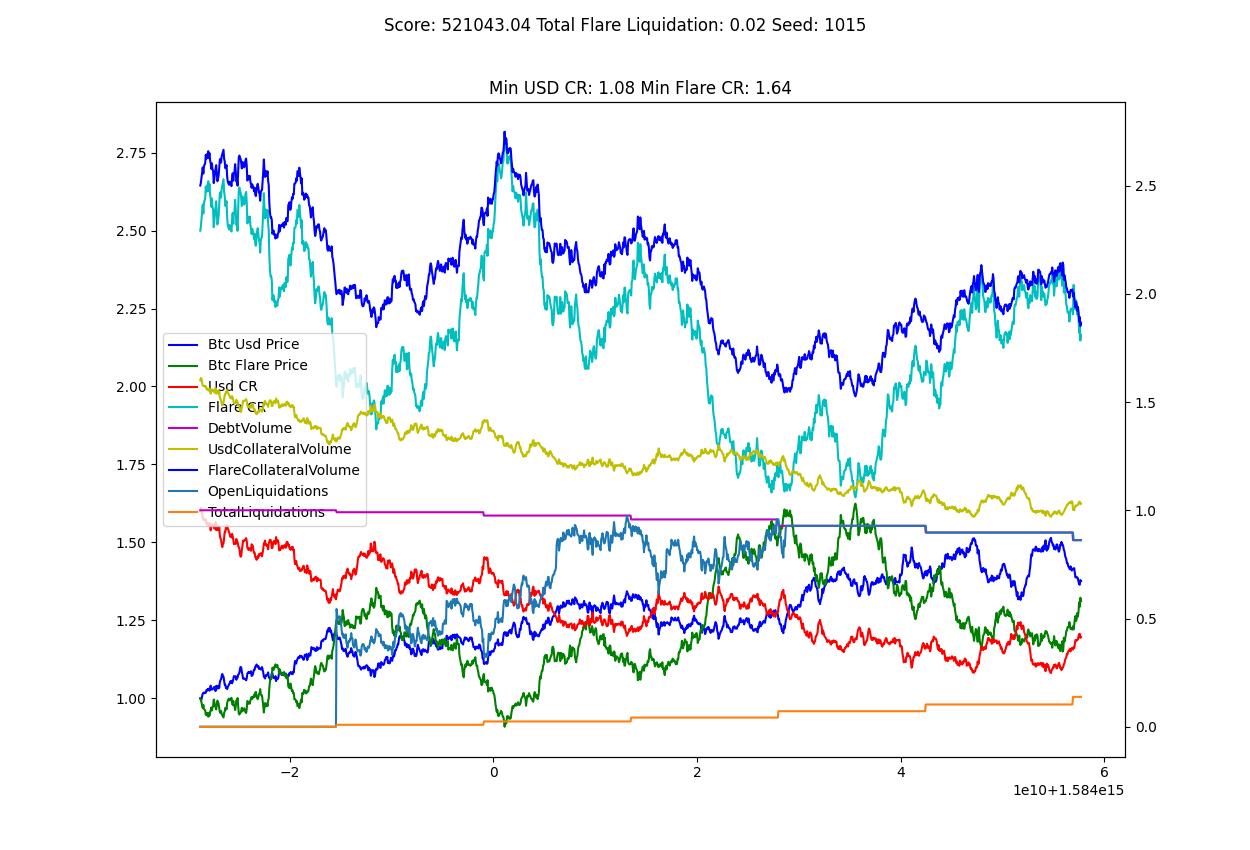 Score: 521043.04 Total Flare Liquidation: 0.02 Seed: 1015
Min USD CR: 1.08 Min Flare CR: 1.64
2.75
2.50
2.25
2.00
1.75
1.50
1.25
1.00
2.5
2.0
1.5
1.0
0.5
0.0
Btc Usd Price
Btc Flare Price
Usd CR
Flare CR
DebtVolume
UsdCollateralVolume
FlareCollateralVolume
OpenLiquidations
TotalLiquidations
−2 0 2 4 6
1e10+1.584e15